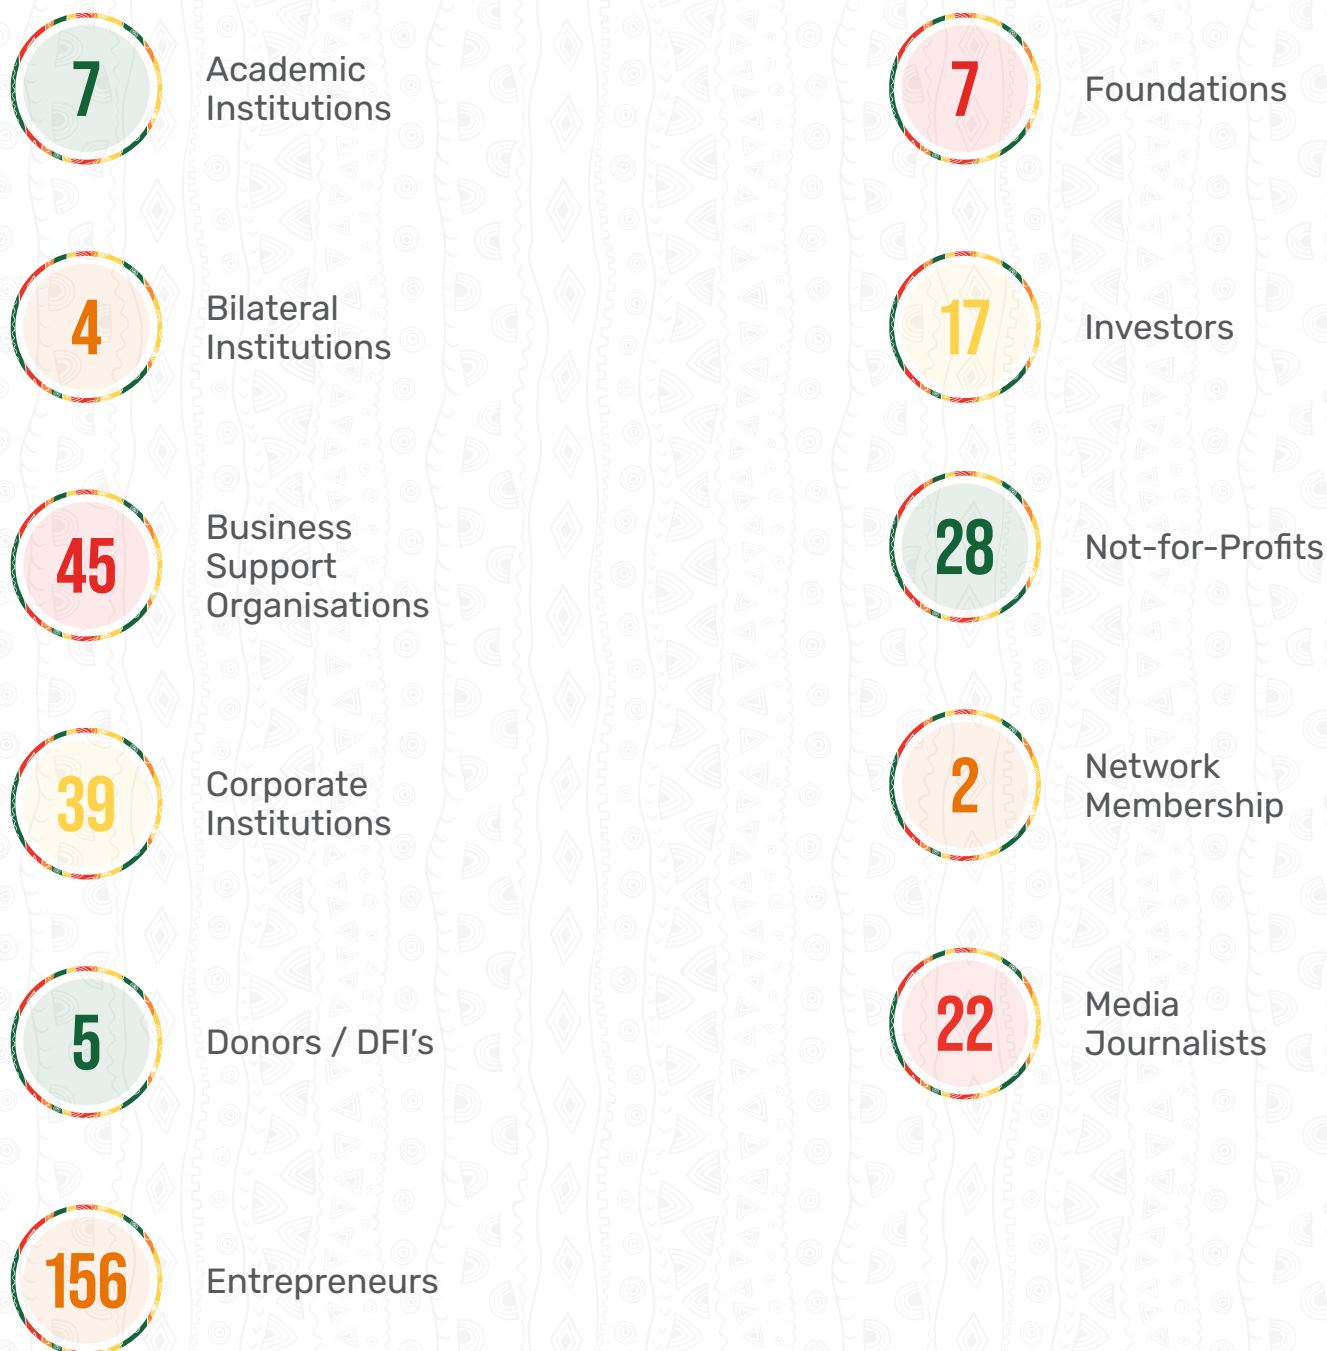 7
Academic
Institutions
4
Bilateral
Institutions
45
Business
Support
Organisations
39
Corporate
Institutions
5
Donors / DFI’s
156
Entrepreneurs
7
Foundations
17
Investors
28
Not-for-Profits
2
Network
Membership
22
Media
Journalists